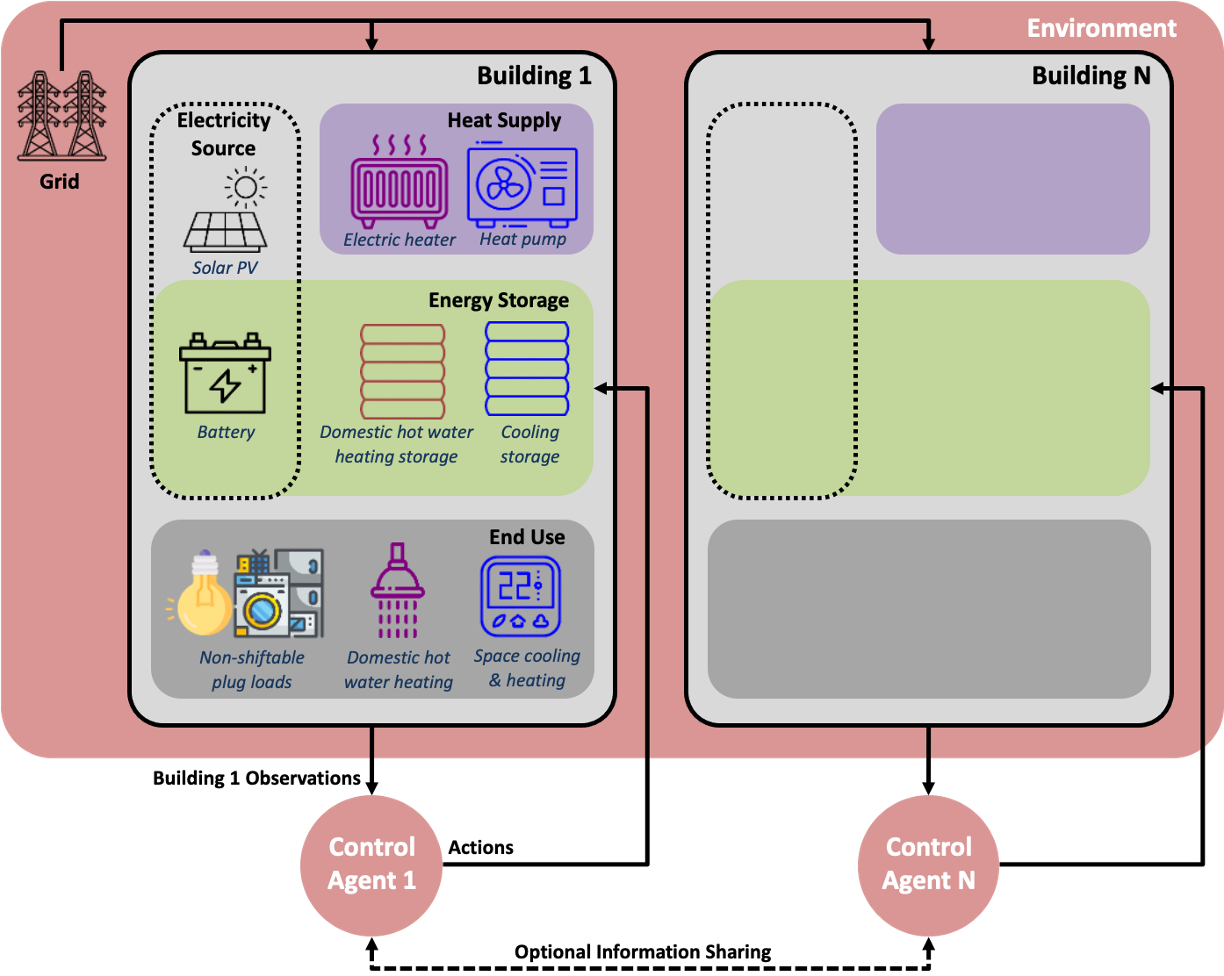 Environment
Grid
Building 1
Electricity
Source
Solar PV
Heat Supply
Electric heater
Heat pump
Energy Storage
Battery
Domestic hot water
heating storage
Cooling
storage
End Use
22
Non-shiftable
plug loads
Domestic hot
water heating
Space cooling
& heating
Building N
Building 1 Observations
Control
Agent 1
Actions
Control
Agent N
Optional Information Sharing